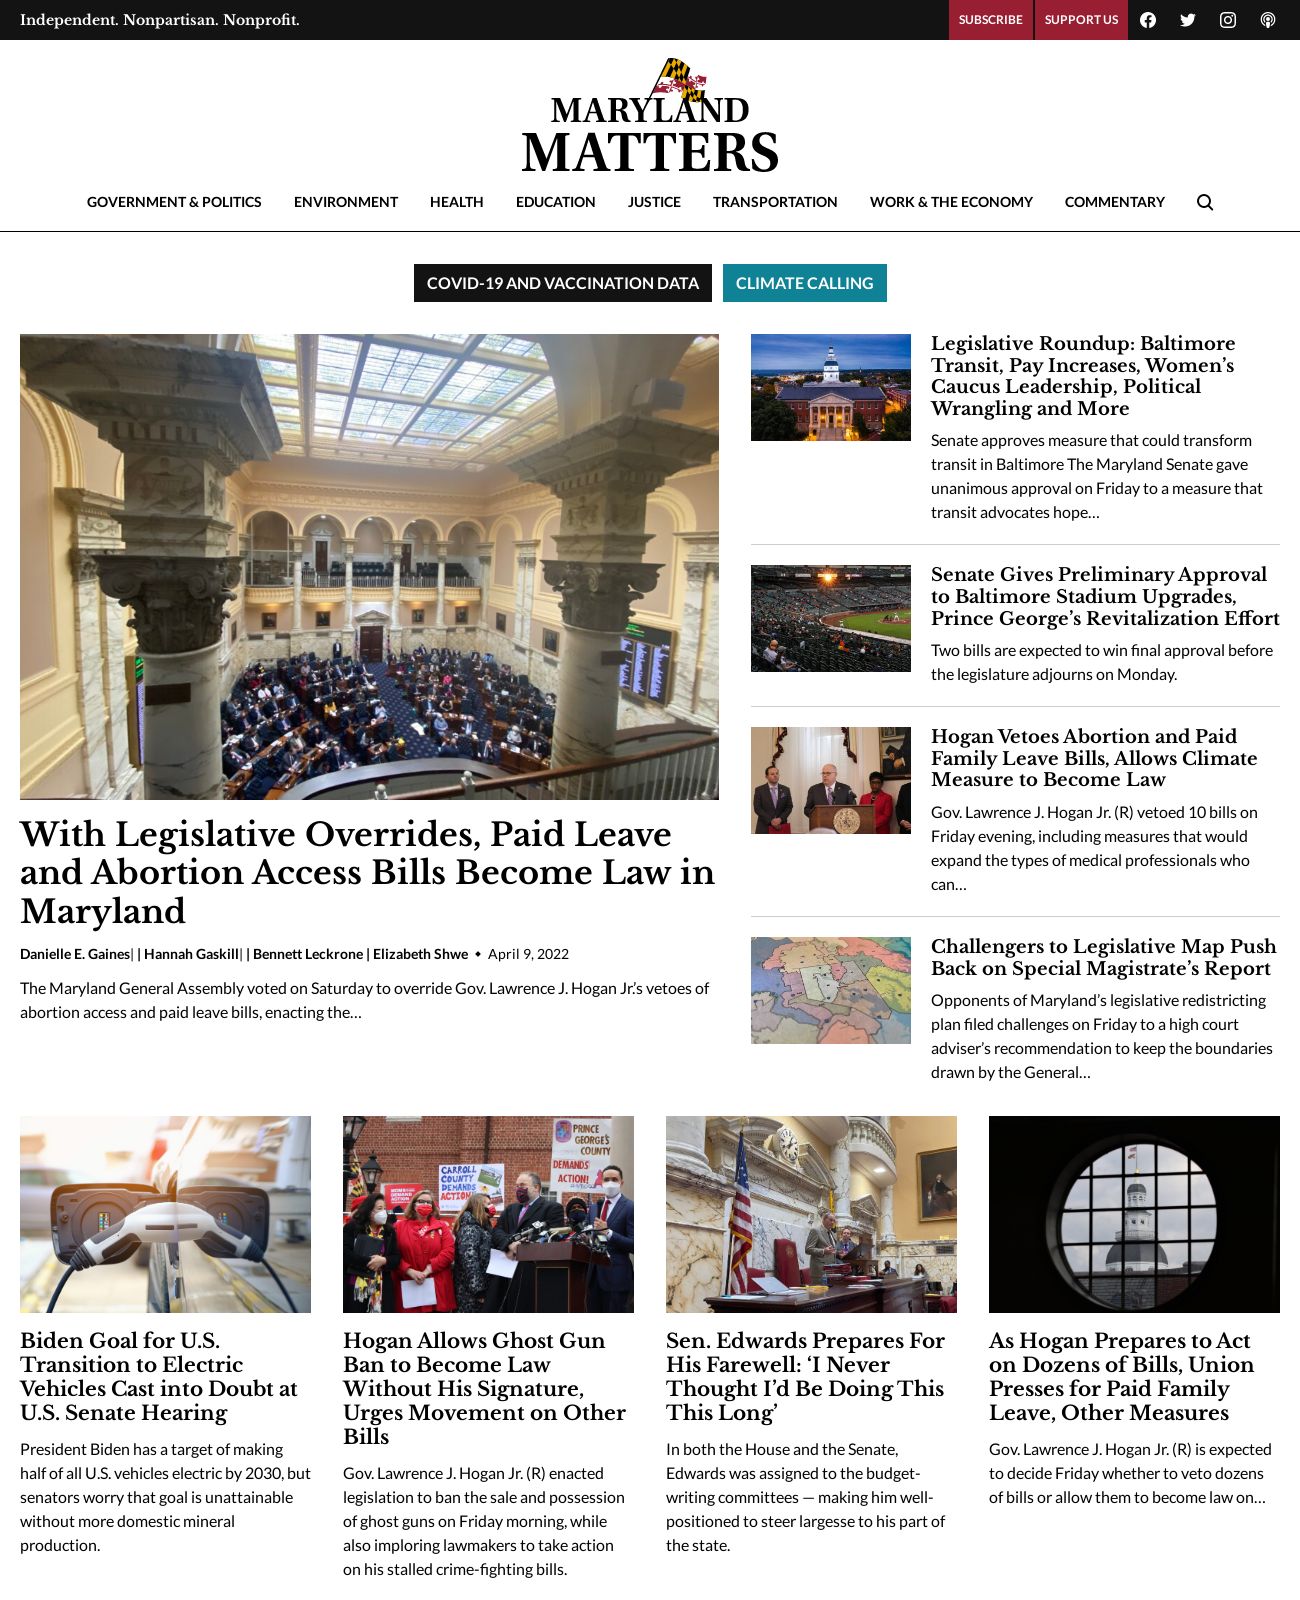 Independent. Nonpartisan. Nonprofit.
SUBSCRIBE
SUPPORT US
MARYLAND
MATTERS
GOVERNMENT & POLITICS
ENVIRONMENT
HEALTH
EDUCATION
JUSTICE
TRANSPORTATION
WORK & THE ECONOMY
COMMENTARY
COVID-19 AND VACCINATION DATA
CLIMATE CALLING
With Legislative Overrides, Paid Leave
and Abortion Access Bills Become Law in
Maryland
Danielle E. Gaines| | Hannah Gaskill| | Bennett Leckrone | Elizabeth Shwe ◆ April 9, 2022
The Maryland General Assembly voted on Saturday to override Gov. Lawrence J. Hogan Jr.’s vetoes of
abortion access and paid leave bills, enacting the…
Legislative Roundup: Baltimore
Transit, Pay Increases, Women’s
Caucus Leadership, Political
Wrangling and More
Senate approves measure that could transform
transit in Baltimore The Maryland Senate gave
unanimous approval on Friday to a measure that
transit advocates hope…
Senate Gives Preliminary Approval
to Baltimore Stadium Upgrades,
Prince George’s Revitalization Effort
Two bills are expected to win final approval before
the legislature adjourns on Monday.
Hogan Vetoes Abortion and Paid
Family Leave Bills, Allows Climate
Measure to Become Law
Gov. Lawrence J. Hogan Jr. (R) vetoed 10 bills on
Friday evening, including measures that would
expand the types of medical professionals who
can…
Challengers to Legislative Map Push
Back on Special Magistrate’s Report
Opponents of Maryland’s legislative redistricting
plan filed challenges on Friday to a high court
adviser’s recommendation to keep the boundaries
drawn by the General…
Biden Goal for U.S.
Transition to Electric
Vehicles Cast into Doubt at
U.S. Senate Hearing
President Biden has a target of making
half of all U.S. vehicles electric by 2030, but
senators worry that goal is unattainable
without more domestic mineral
production.
PRINCE
GEORGE'S
COUNTY
DEMANDS
ACTION!
CARROLL
COUNTY
DEMANDS
ACTION
Hogan Allows Ghost Gun
Ban to Become Law
Without His Signature,
Urges Movement on Other
Bills
Gov. Lawrence J. Hogan Jr. (R) enacted
legislation to ban the sale and possession
of ghost guns on Friday morning, while
also imploring lawmakers to take action
on his stalled crime-fighting bills.
Sen. Edwards Prepares For
His Farewell: ‘I Never
Thought I’d Be Doing This
This Long’
In both the House and the Senate,
Edwards was assigned to the budget-
writing committees — making him well-
positioned to steer largesse to his part of
the state.
As Hogan Prepares to Act
on Dozens of Bills, Union
Presses for Paid Family
Leave, Other Measures
Gov. Lawrence J. Hogan Jr. (R) is expected
to decide Friday whether to veto dozens
of bills or allow them to become law on…